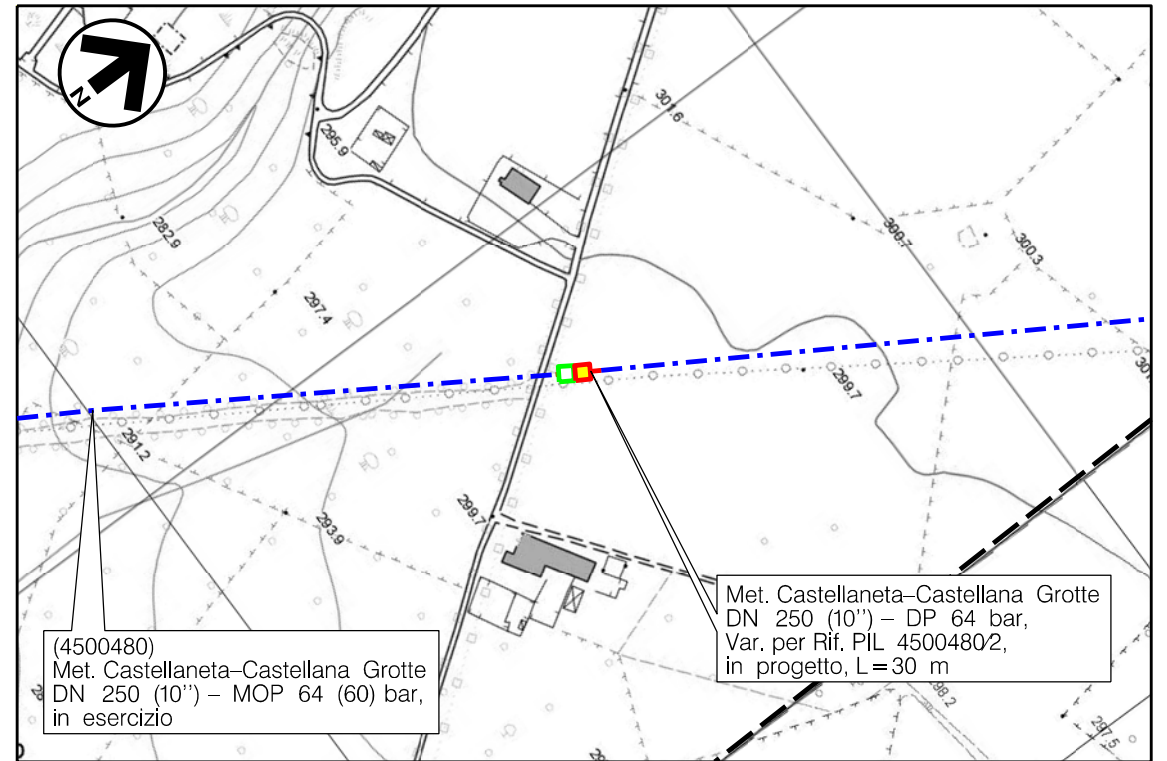 N
301.6
295.9
282.9
300.7
300.3
297.4
299.7
291.2
299.7
293.9
Met. Castellaneta–Castellana Grotte
DN 250 (10'') – DP 64 bar,
Var. per Rif. PIL 4500480/2,
in progetto, L=30 m
(4500480)
Met. Castellaneta–Castellana Grotte
DN 250 (10'') – MOP 64 (60) bar,
in esercizio
298.2
297.5